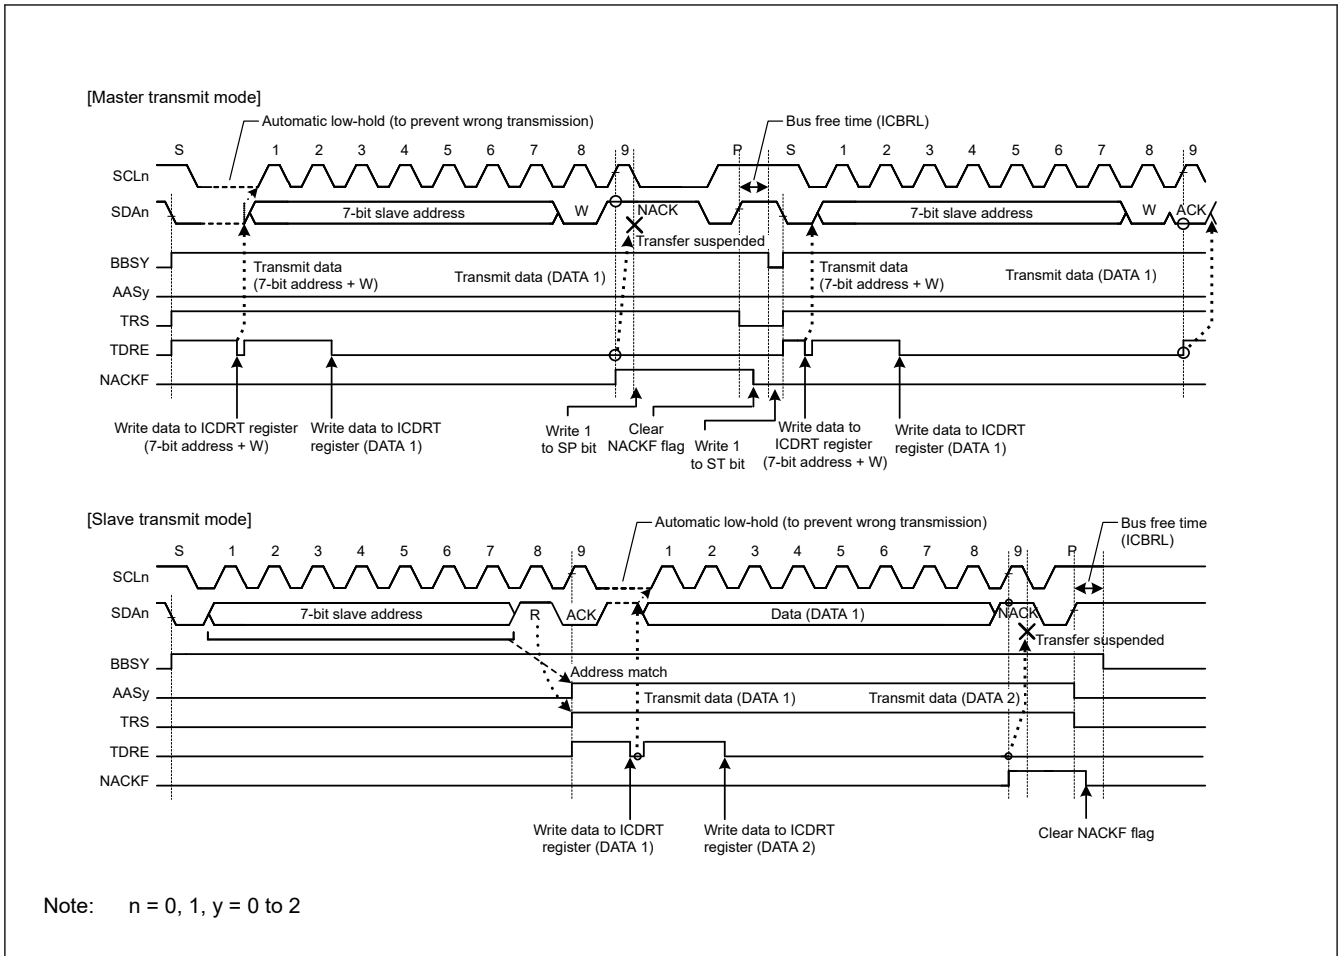 [Master transmit mode]
Automatic low-hold (to prevent wrong transmission)
Bus free time (ICBRL)
S 1 2 3 4 5 6 7 8 9 P S 1 2 3 4 5 6 7 8 9
SCLn
SDAn 7-bit slave address W NACK 7-bit slave address W ACK
Transfer suspended
BBSY
Transmit data
(7-bit address + W)
Transmit data (DATA 1)
Transmit data
(7-bit address + W)
Transmit data (DATA 1)
AASy
TRS
TDRE
NACKF
Write data to ICDRT register
(7-bit address + W)
Write data to ICDRT
register (DATA 1)
Write 1
to SP bit
Clear
NACKF flag
Write 1
to ST bit
Write data to
ICDRT register
(7-bit address + W)
Write data to ICDRT
register (DATA 1)
[Slave transmit mode]
Automatic low-hold (to prevent wrong transmission)
Bus free time
(ICBRL)
S 1 2 3 4 5 6 7 8 9 1 2 3 4 5 6 7 8 9 P
SCLn
SDAn 7-bit slave address R ACK Data (DATA 1) NACK
Transfer suspended
BBSY
Address match
AASy
Transmit data (DATA 1)
Transmit data (DATA 2)
TRS
TDRE
NACKF
Write data to ICDRT
register (DATA 1)
Write data to ICDRT
register (DATA 2)
Clear NACKF flag
Note: n = 0, 1, y = 0 to 2